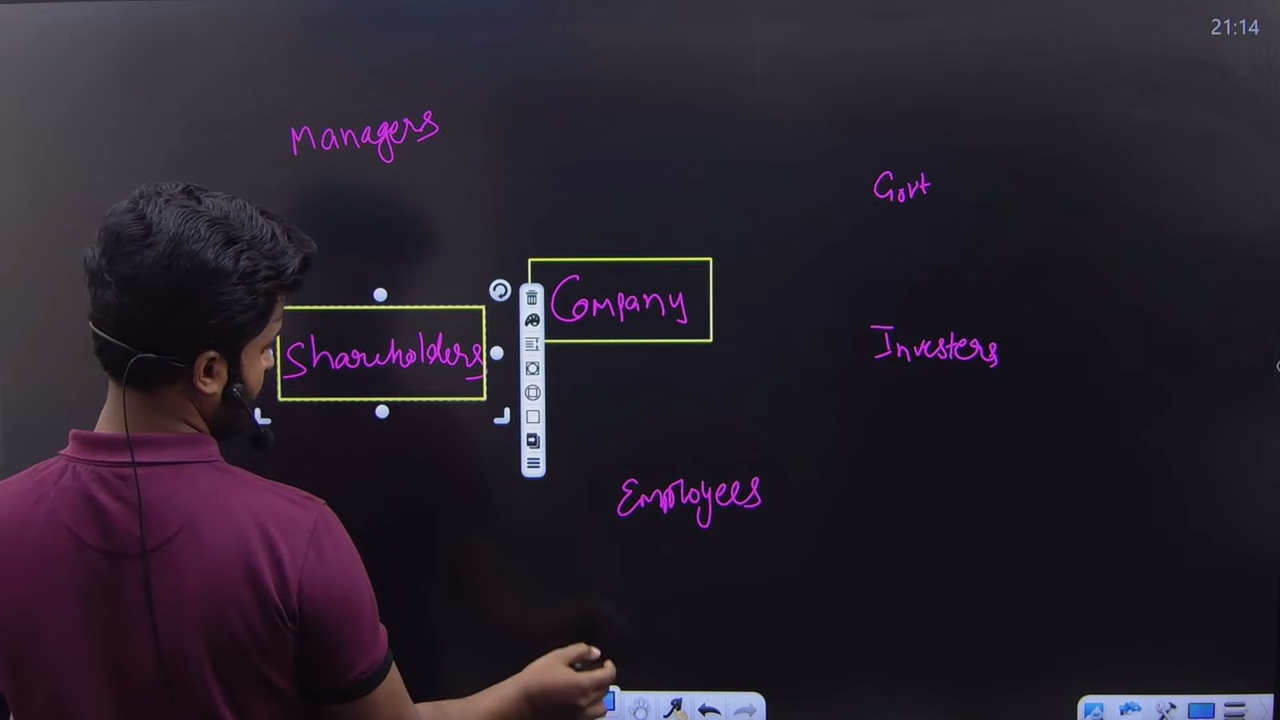 21:14
Managers
Govt
Company
Shareholders
Investers
Employees